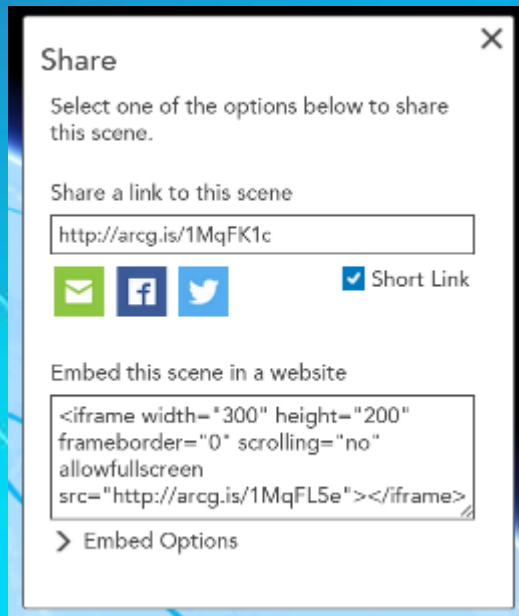 Share
Select one of the options below to share
this scene.
Share a link to this scene
http://arcg.is/1MqFK1c
Short Link
Embed this scene in a website
<iframe width="300" height="200"
frameborder="0" scrolling="no"
allowfullscreen
src="http://arcg.is/1MqFL5e"></iframe>
Embed Options